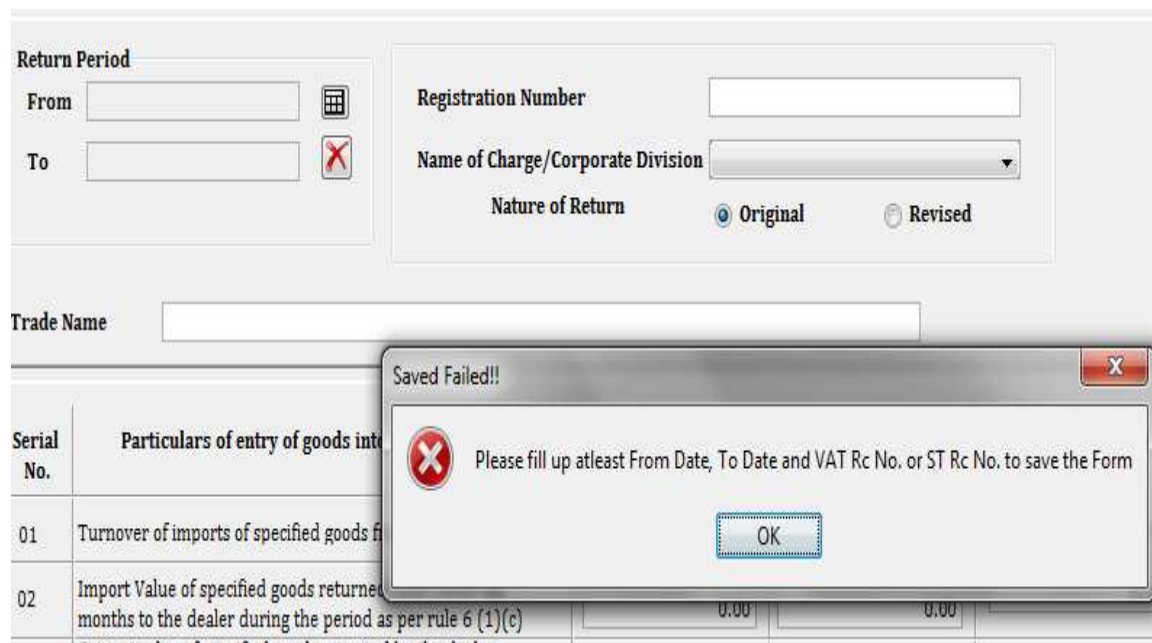 Return Period
From
To
Registration Number
Name of Charge/Corporate Division
Nature of Return
Original
Revised
Trade Name
Saved Failed!!
Please fill up atleast From Date, To Date and VAT Rc No. or ST Rc No. to save the Form
OK
Serial
No.
Particulars of entry of goods into
01
Turnover of imports of specified goods
02
Import Value of specified goods returned
months to the dealer during the period as per rule 6 (1)(c)
0.00
0.00